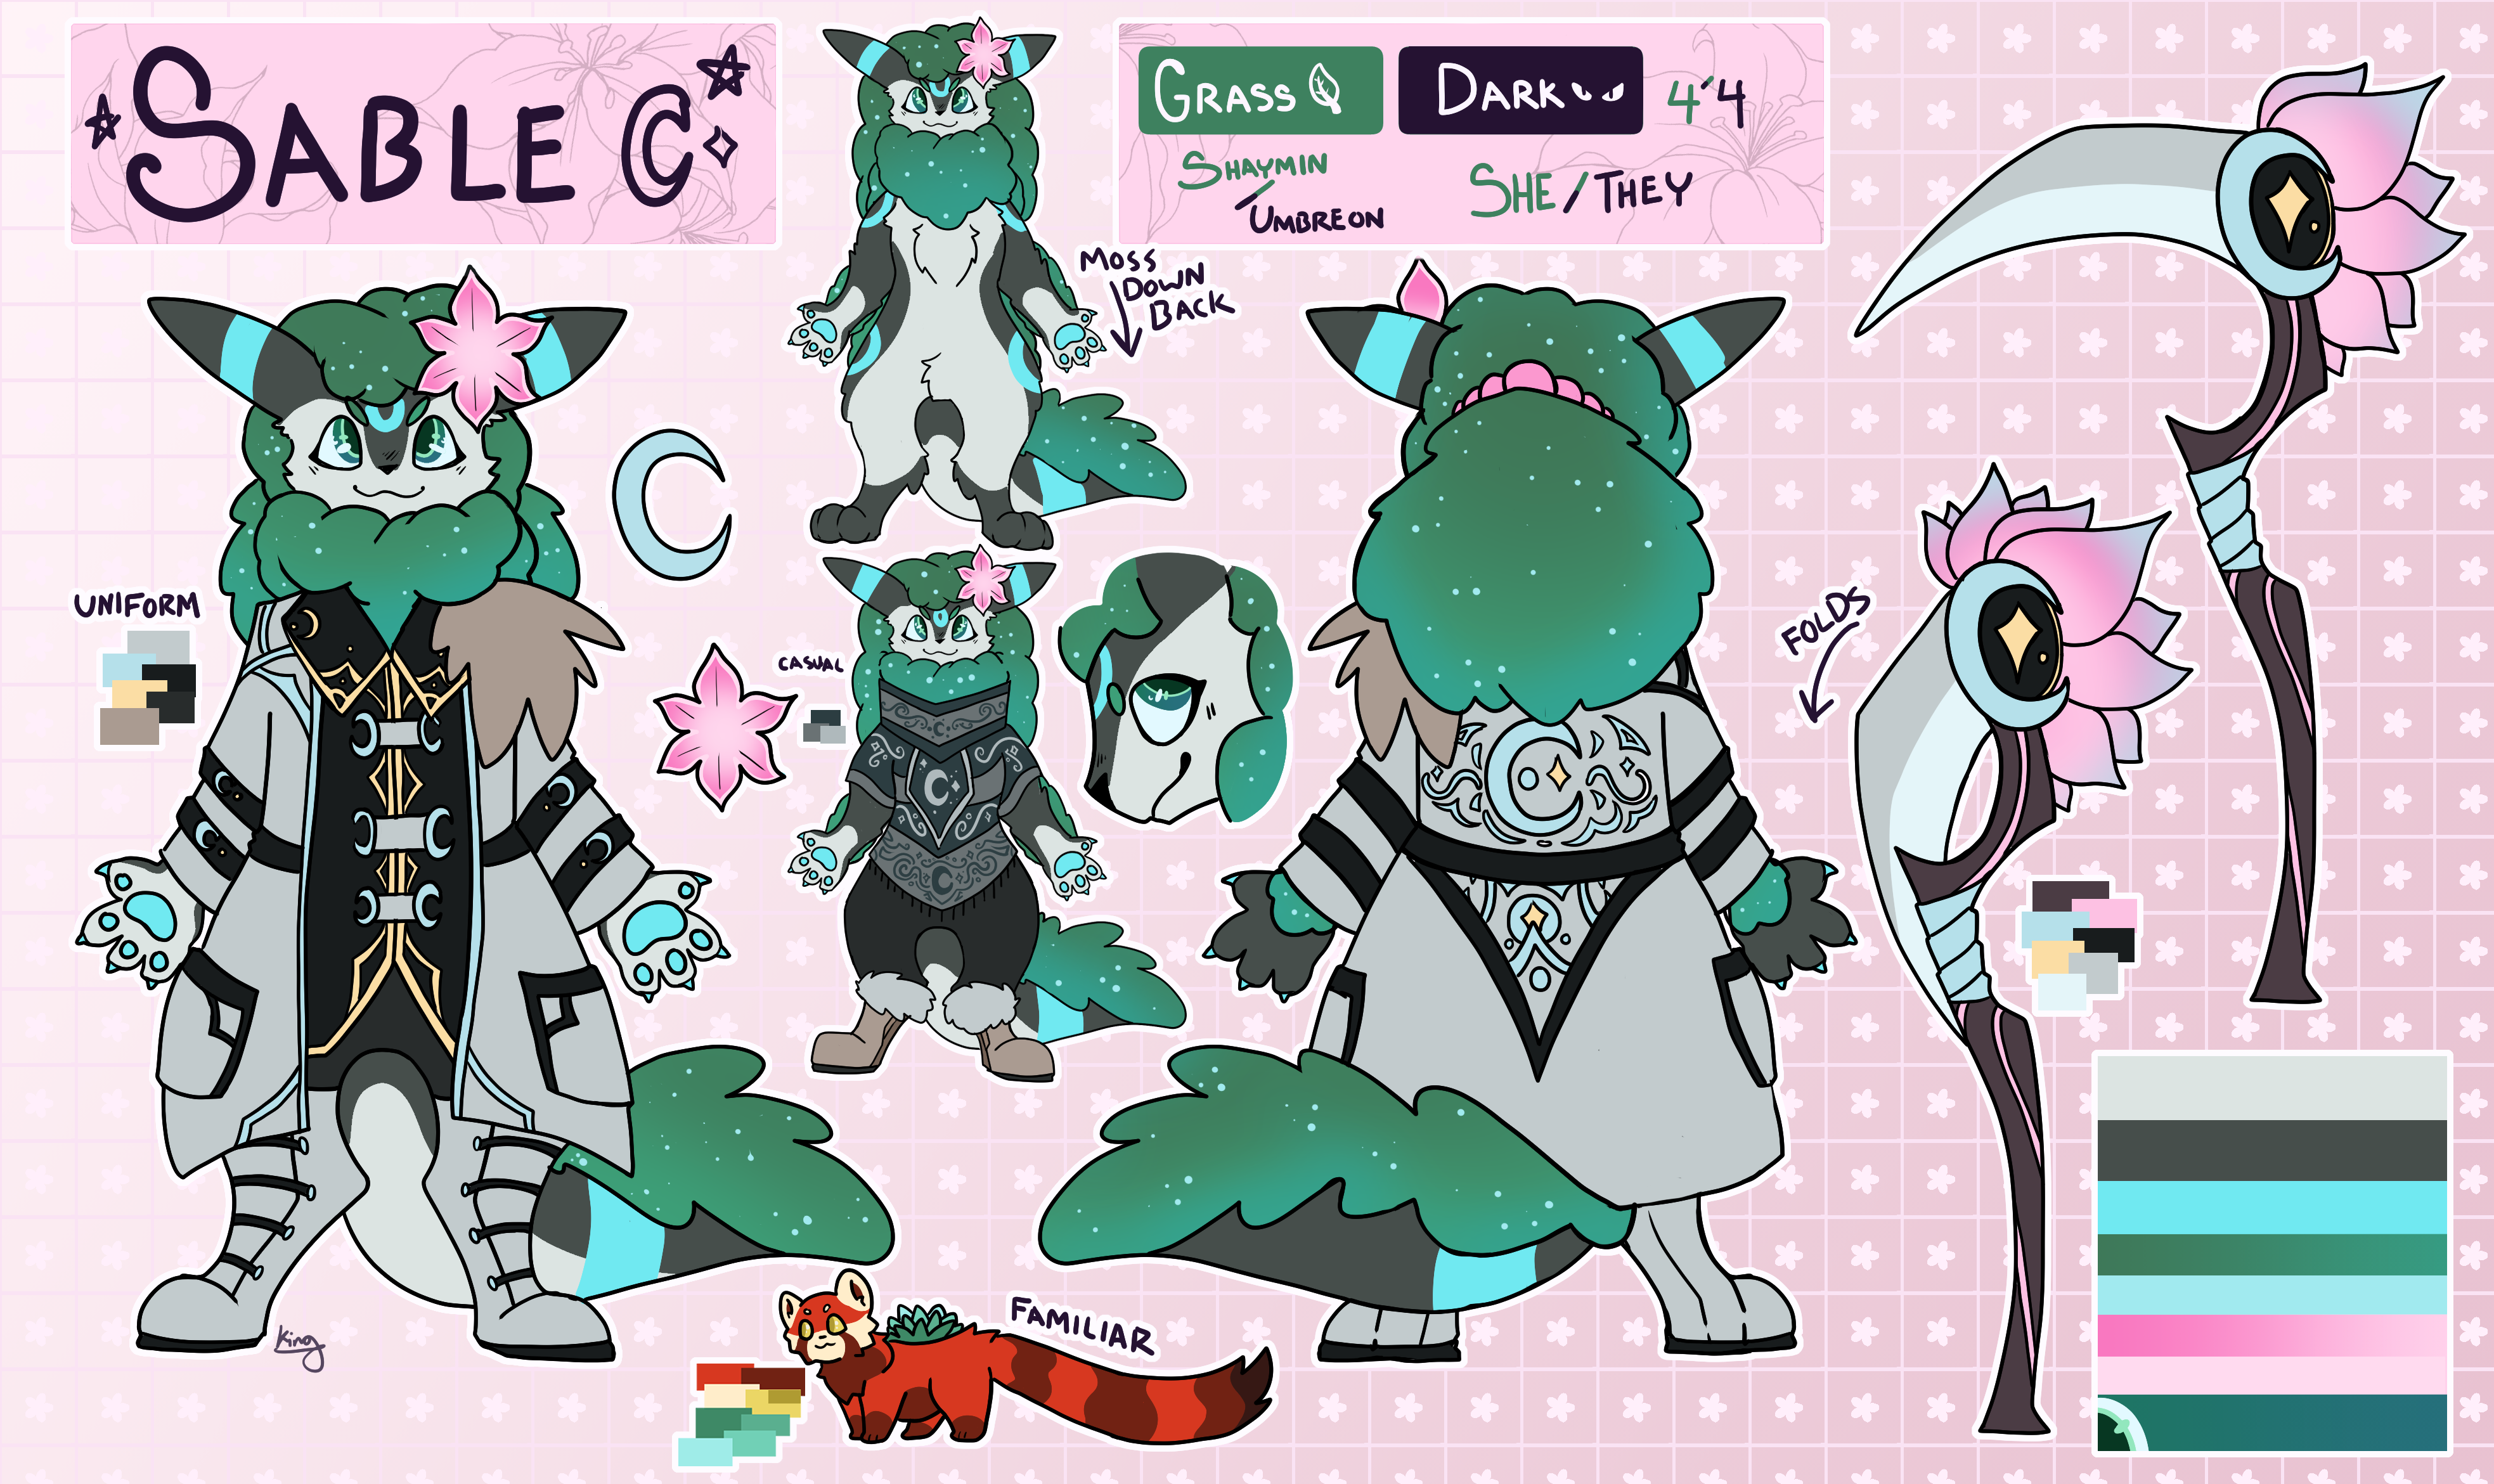 SABLE C
GRASS
DARK
4'4
SHAYMIN
/
UMBREON
SHE/THEY
MOSS
DOWN
BACK
UNIFORM
CASUAL
FOLDS
FAMILIAR
King